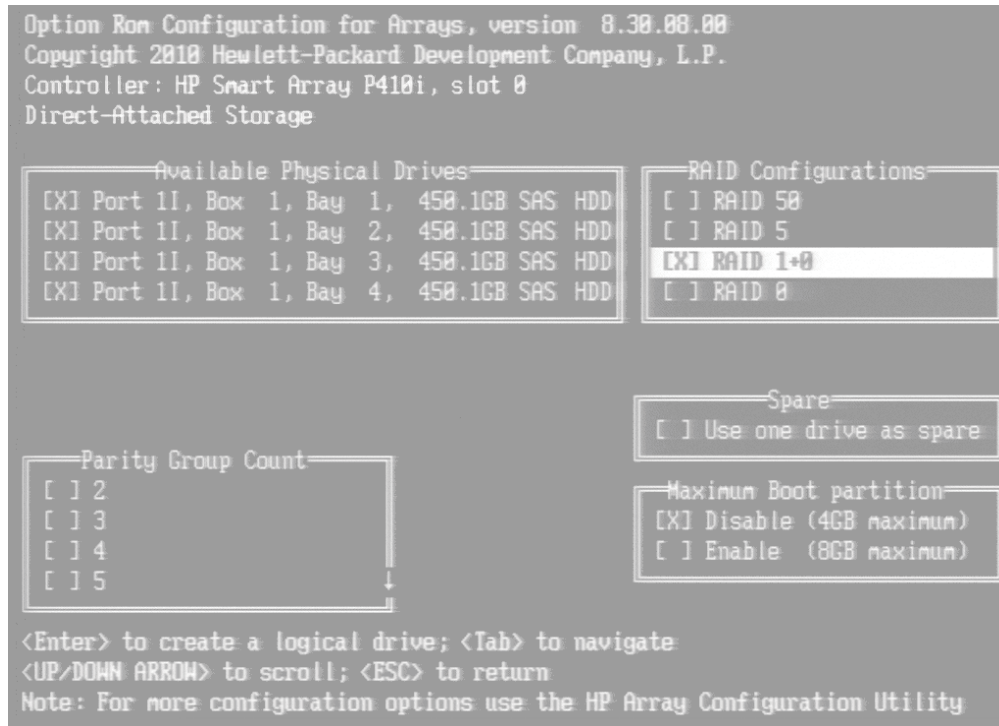 Option Rom Configuration for Arrays, version  8.30.08.00
Copyright 2010 Hewlett-Packard Development Company, L.P.
Controller: HP Smart Array P410i, slot 0
Direct-Attached Storage
Available Physical Drives
[X] Port 1I, Box  1, Bay  1,  450.1GB SAS  HDD
[X] Port 1I, Box  1, Bay  2,  450.1GB SAS  HDD
[X] Port 1I, Box  1, Bay  3,  450.1GB SAS  HDD
[X] Port 1I, Box  1, Bay  4,  450.1GB SAS  HDD
RAID Configurations
[ ] RAID 50
[ ] RAID 5
[X] RAID 1+0
[ ] RAID 0
Spare
[ ] Use one drive as spare
Parity Group Count
[ ] 2
[ ] 3
[ ] 4
[ ] 5
Maximum Boot partition
[X] Disable (4GB maximum)
[ ] Enable  (8GB maximum)
<Enter> to create a logical drive; <Tab> to navigate
<UP/DOWN ARROW> to scroll; <ESC> to return
Note: For more configuration options use the HP Array Configuration Utility